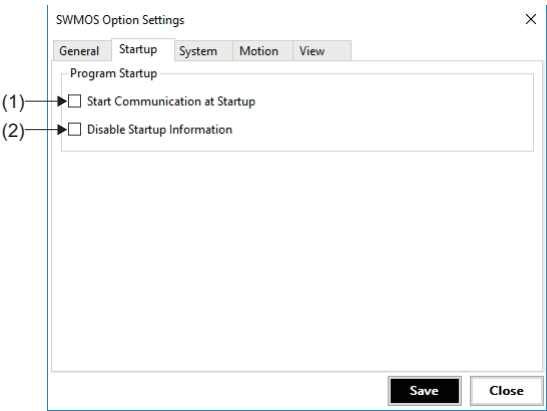 SWMOS Option Settings
General Startup System Motion View
Program Startup
(1) Start Communication at Startup
(2) Disable Startup Information
Save Close